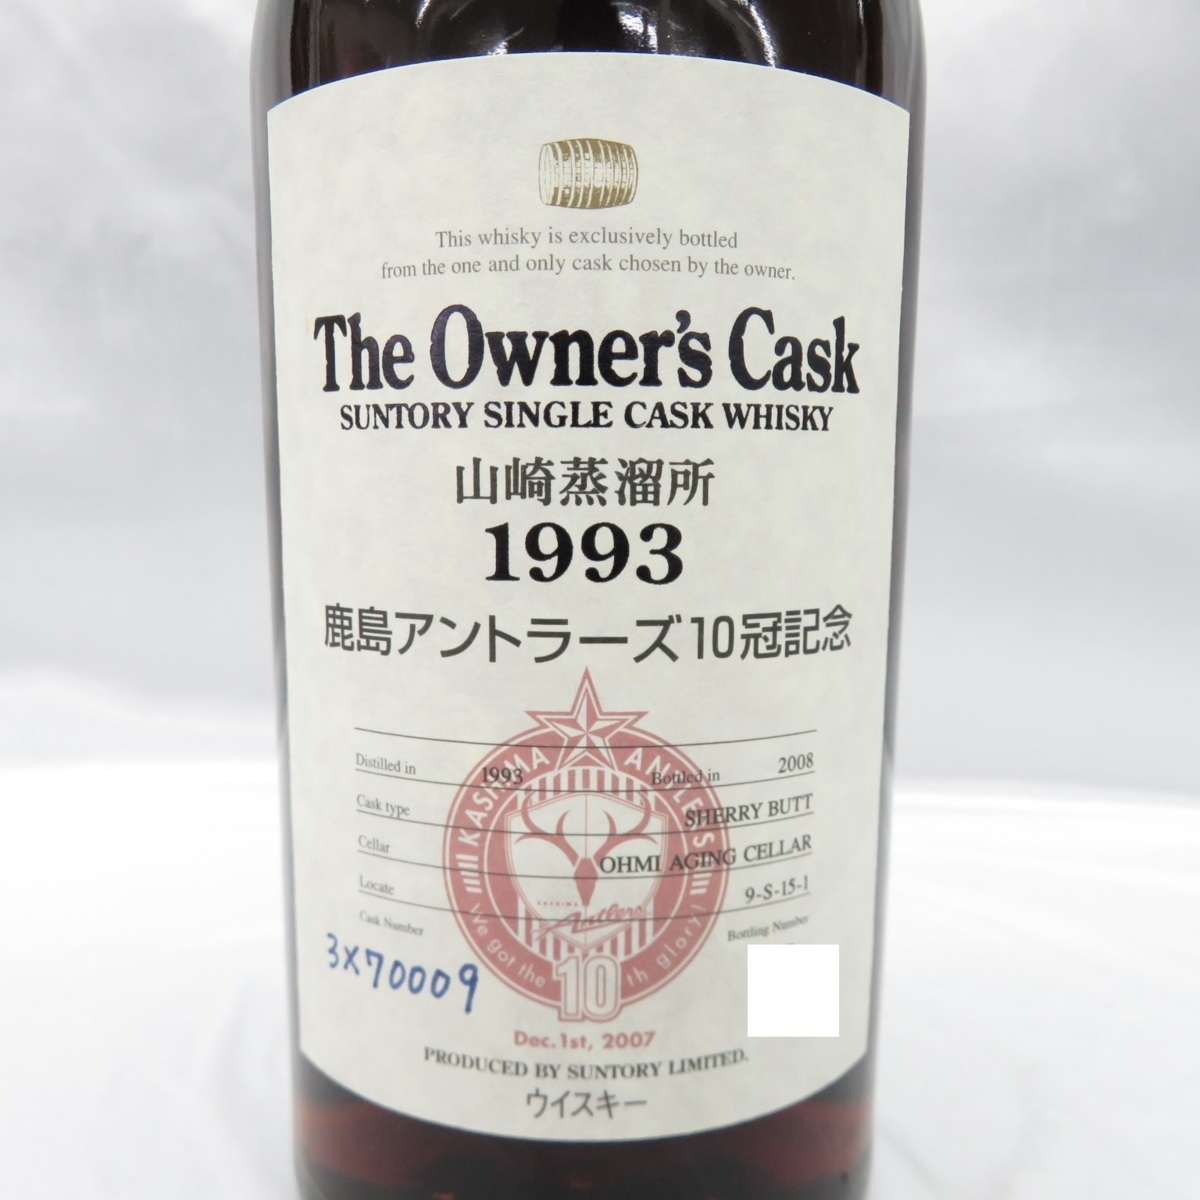 This whisky is exclusively bottled
from the one and only cask chosen by the owner.
The Owner's Cask
SUNTORY SINGLE CASK WHISKY
山崎蒸溜所
1993
鹿島アントラーズ10冠記念
KASHIMA ANTLERS
Distilled in 1993 Bottled in 2008
Cask type SHERRY BUTT
Cellar OHMI AGING CELLAR
Locate 9-S-15-1
Cask Number Bottling Number
3X70009
KASHIMA
Antlers
We got the 10th glory!
Dec.1st, 2007
PRODUCED BY SUNTORY LIMITED.
ウイスキー